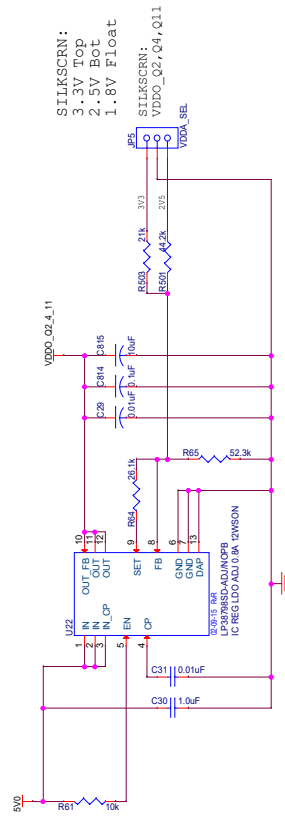 SILKSCRN:
3.3V Top
2.5V Bot
1.8V Float
SILKSCRN:
VDDO_Q2,Q4,Q11
JP5
VDDA_SEL
3V3
2V5
21k
R503
44.2k
R501
VDDO_Q2_4_11
C815
10uF
C814
0.1uF
C29
0.01uF
R65
52.3k
26.1k
R64
10
11
12
9
8
6
7
13
OUT_FB
OUT
OUT
SET
FB
GND
GND
DAP
U22
IN
IN
IN_CP
EN
CP
1
2
3
5
4
02-09-15 RvR
LP38798SD-ADJ/NOPB
IC REG LDO ADJ 0.8A 12WSON
C31
0.01uF
C30
1.0uF
5V0
R61
10k